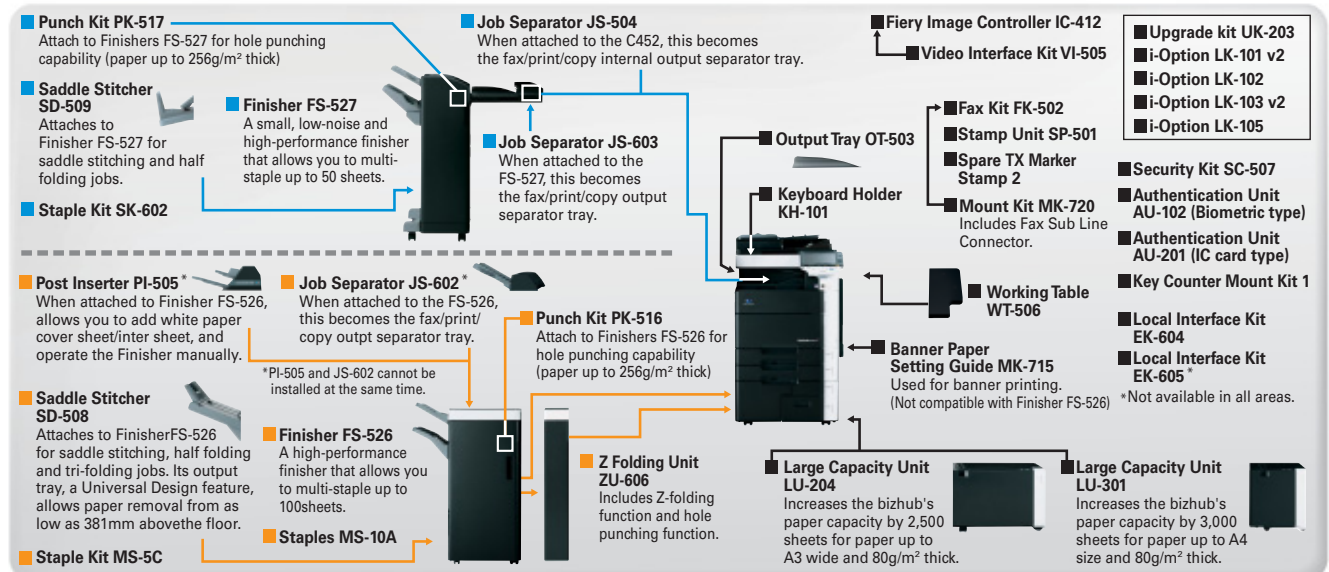 Punch Kit PK-517
Attach to Finishers FS-527 for hole punching
capability (paper up to 256g/m² thick)
Saddle Stitcher
SD-509
Attaches to
Finisher FS-527 for
saddle stitching and half
folding jobs.
Staple Kit SK-602
Finisher FS-527
A small, low-noise and
high-performance finisher
that allows you to multi-
staple up to 50 sheets.
Job Separator JS-504
When attached to the C452, this becomes
the fax/print/copy internal output separator tray.
Job Separator JS-603
When attached to the
FS-527, this becomes
the fax/print/copy output
separator tray.
Post Inserter PI-505*
When attached to Finisher FS-526,
allows you to add white paper
cover sheet/inter sheet, and
operate the Finisher manually.
Job Separator JS-602*
When attached to the FS-526,
this becomes the fax/print/
copy outpt separator tray.
*PI-505 and JS-602 cannot be
installed at the same time.
Punch Kit PK-516
Attach to Finishers FS-526 for
hole punching capability
(paper up to 256g/m² thick)
Saddle Stitcher
SD-508
Attaches to FinisherFS-526
for saddle stitching, half folding
and tri-folding jobs. Its output
tray, a Universal Design feature,
allows paper removal from as
low as 381mm abovethe floor.
Staple Kit MS-5C
Finisher FS-526
A high-performance
finisher that allows you
to multi-staple up to
100sheets.
Staples MS-10A
Z Folding Unit
ZU-606
Includes Z-folding
function and hole
punching function.
Fiery Image Controller IC-412
Video Interface Kit VI-505
Output Tray OT-503
Keyboard Holder
KH-101
Fax Kit FK-502
Stamp Unit SP-501
Spare TX Marker
Stamp 2
Mount Kit MK-720
Includes Fax Sub Line
Connector.
Working Table
WT-506
Banner Paper
Setting Guide MK-715
Used for banner printing.
(Not compatible with Finisher FS-526)
Large Capacity Unit
LU-204
Increases the bizhub's
paper capacity by 2,500
sheets for paper up to
A3 wide and 80g/m² thick.
Large Capacity Unit
LU-301
Increases the bizhub's
paper capacity by 3,000
sheets for paper up to A4
size and 80g/m² thick.
Upgrade kit UK-203
i-Option LK-101 v2
i-Option LK-102
i-Option LK-103 v2
i-Option LK-105
Security Kit SC-507
Authentication Unit
AU-102 (Biometric type)
Authentication Unit
AU-201 (IC card type)
Key Counter Mount Kit 1
Local Interface Kit
EK-604
Local Interface Kit
EK-605*
*Not available in all areas.